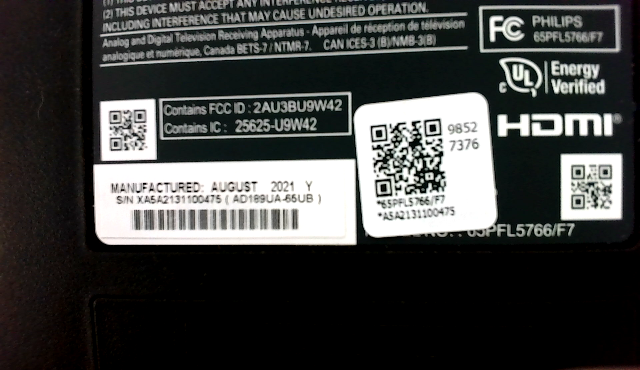 (2) THIS DEVICE MUST ACCEPT ANY INTERFERENCE
INCLUDING INTERFERENCE THAT MAY CAUSE UNDESIRED OPERATION.
Analog and Digital Television Receiving Apparatus - Appareil de réception de télévision
analogique et numérique, Canada BETS-7 / NTMR-7. CAN ICES-3 (B)/NMB-3(B)
FC PHILIPS
65PFL5766/F7
c UL Energy
Verified
Contains FCC ID : 2AU3BU9W42
Contains IC : 25625-U9W42
9852
7376
HDMI
MANUFACTURED: AUGUST 2021 Y
S/N XA5A2131100475 ( AD189UA-65UB )
*65PFL5766/F7
*A5A2131100475
65PFL5766/F7